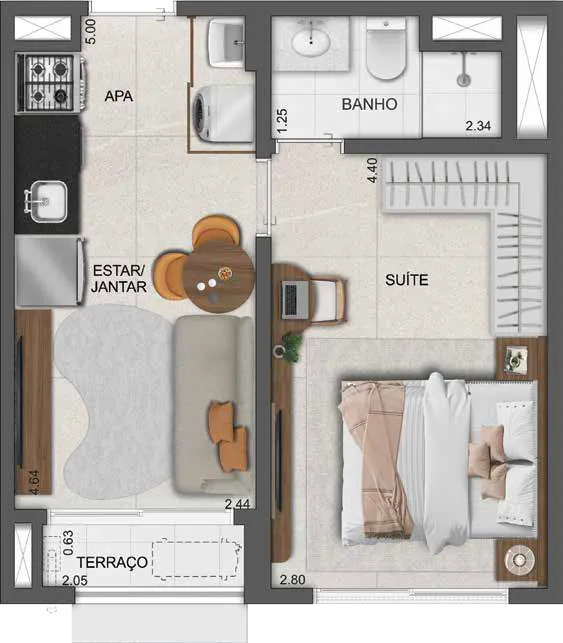 5.00
APA
BANHO
1.25
2.34
4.40
ESTAR/
JANTAR
SUÍTE
4.64
2.44
0.63
TERRAÇO
2.05
2.80